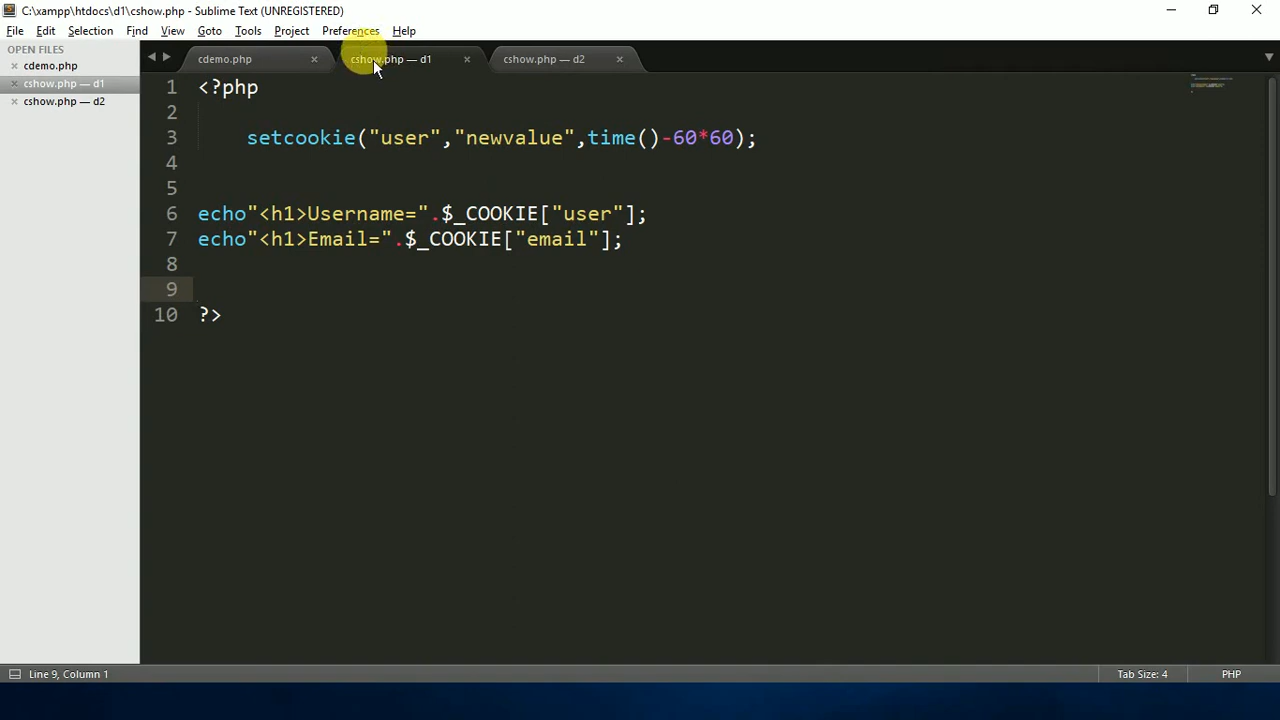 C:\xampp\htdocs\d1\cshow.php - Sublime Text (UNREGISTERED)
File Edit Selection Find View Goto Tools Project Preferences Help
OPEN FILES
cdemo.php
cshow.php — d1
cshow.php — d2
cdemo.php
cshow.php — d1
cshow.php — d2
1 <?php
2
3 setcookie("user","newvalue",time()-60*60);
4
5
6 echo"<h1>Username=".$_COOKIE["user"];
7 echo"<h1>Email=".$_COOKIE["email"];
8
9
10 ?>
Line 9, Column 1
Tab Size: 4
PHP